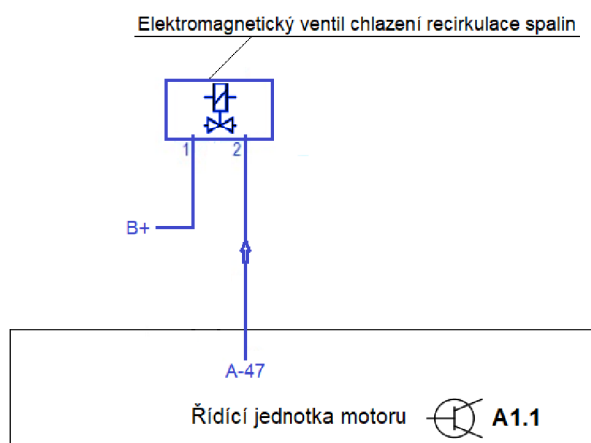 Elektromagnetický ventil chlazení recirkulace spalin
1 2
B+
A-47
Řídící jednotka motoru A1.1